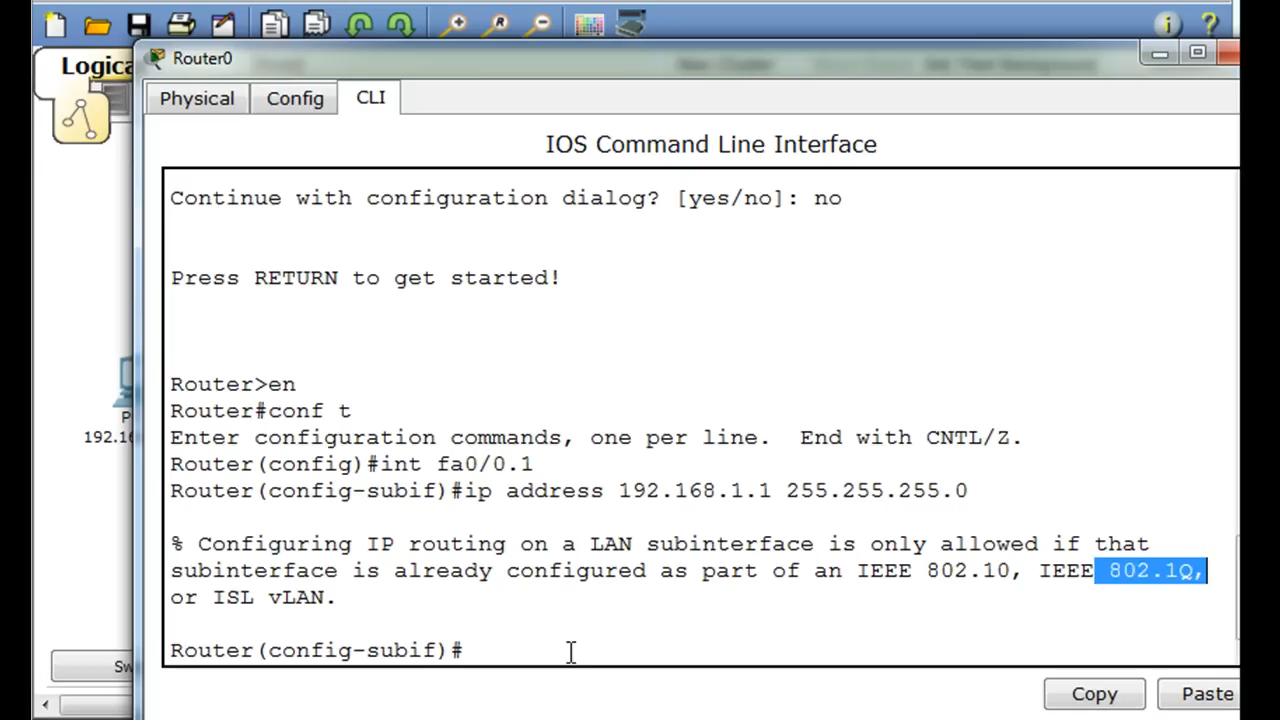 Logica
Router0
Physical
Config
CLI
IOS Command Line Interface
Continue with configuration dialog? [yes/no]: no
Press RETURN to get started!
Router>en
Router#conf t
Enter configuration commands, one per line.  End with CNTL/Z.
Router(config)#int fa0/0.1
Router(config-subif)#ip address 192.168.1.1 255.255.255.0
% Configuring IP routing on a LAN subinterface is only allowed if that
subinterface is already configured as part of an IEEE 802.10, IEEE 802.1Q,
or ISL vLAN.
Router(config-subif)#
P
192.16
Sw
Copy
Paste